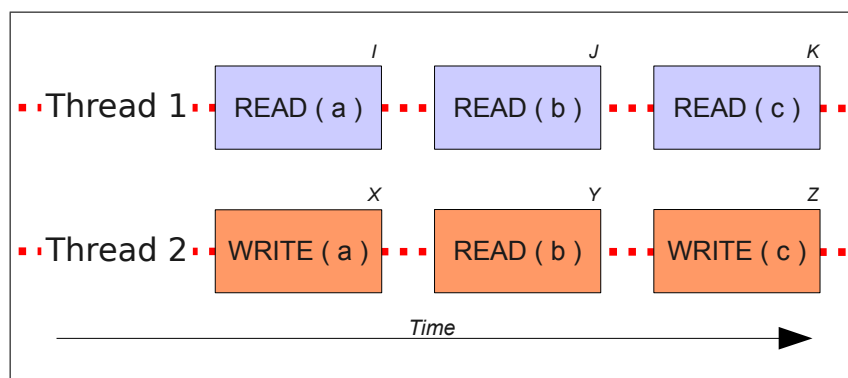 I J K
Thread 1 READ ( a ) READ ( b ) READ ( c )
X Y Z
Thread 2 WRITE ( a ) READ ( b ) WRITE ( c )
Time